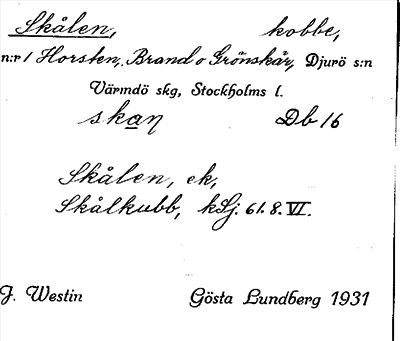 Skålen, kobbe,
n:r 1 Horsten, Brand o Grönskär, Djurö s:n
Värmdö skg, Stockholms l.
skaŋ Db 16
Skålen, ek,
Skålkubb, kSj. 61. 8. VI.
J. Westin Gösta Lundberg 1931